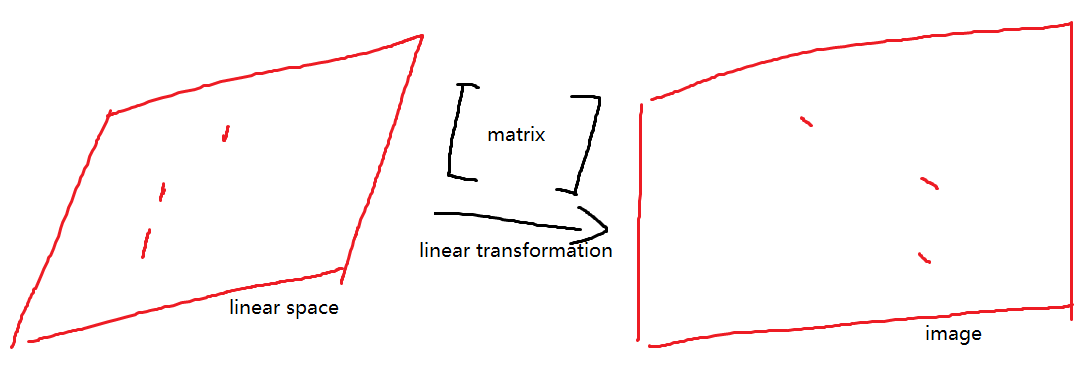 matrix
linear transformation
linear space
image